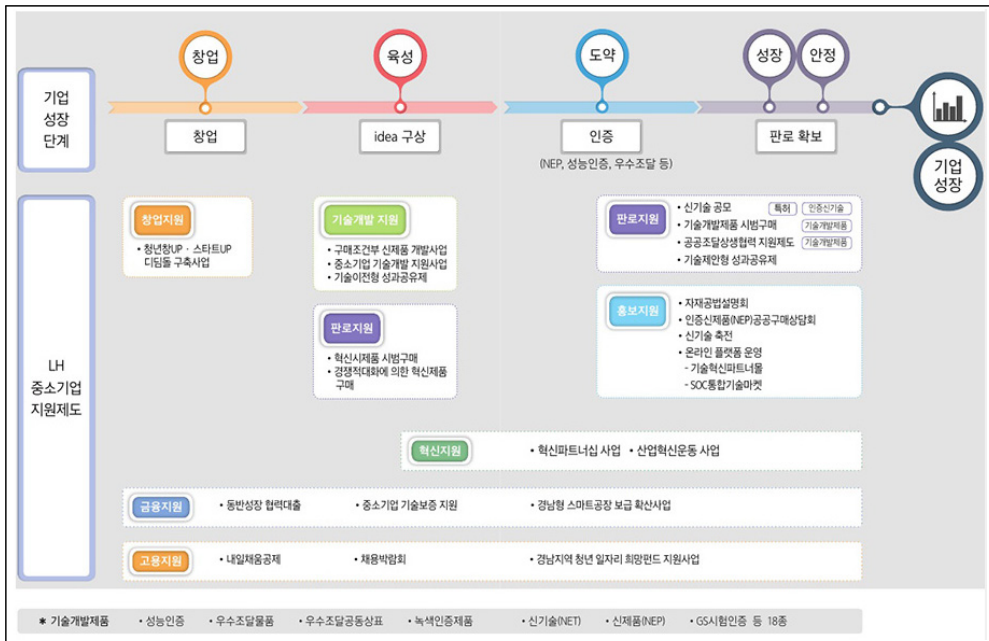 창업
육성
도약
성장
안정
기업
성장
단계
창업
idea 구상
인증
(NEP, 성능인증, 우수조달 등)
판로 확보
기업
성장
LH
중소기업
지원제도
창업지원
• 청년창UP · 스타트UP
디딤돌 구축사업
기술개발 지원
• 구매조건부 신제품 개발사업
• 중소기업 기술개발 지원사업
• 기술이전형 성과공유제
판로지원
• 혁신시제품 시범구매
• 경쟁적대화에 의한 혁신제품
구매
판로지원
• 신기술 공모 특허 인증신기술
• 기술개발제품 시범구매 기술개발제품
• 공공조달상생협력 지원제도 기술개발제품
• 기술제안형 성과공유제
홍보지원
• 자재공법설명회
• 인증신제품(NEP)공공구매상담회
• 신기술 축전
• 온라인 플랫폼 운영
- 기술혁신파트너몰
- SOC통합기술마켓
혁신지원 • 혁신파트너십 사업 • 산업혁신운동 사업
금융지원 • 동반성장 협력대출 • 중소기업 기술보증 지원 • 경남형 스마트공장 보급 확산사업
고용지원 • 내일채움공제 • 채용박람회 • 경남지역 청년 일자리 희망펀드 지원사업
* 기술개발제품 • 성능인증 • 우수조달물품 • 우수조달공동상표 • 녹색인증제품 • 신기술(NET) • 신제품(NEP) • GS시험인증 등 18종